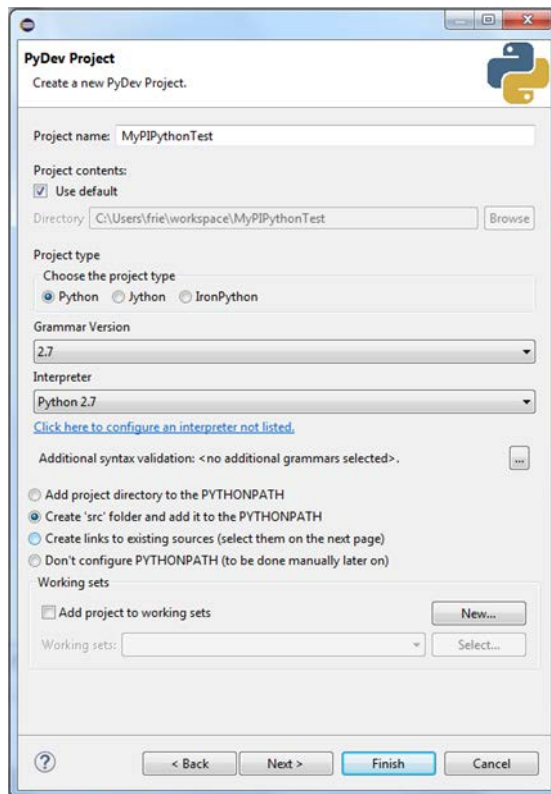 PyDev Project
Create a new PyDev Project.
Project name: MyPIPythonTest
Project contents:
Use default
Directory C:\Users\frie\workspace\MyPIPythonTest Browse
Project type
Choose the project type
Python Jython IronPython
Grammar Version
2.7
Interpreter
Python 2.7
Click here to configure an interpreter not listed.
Additional syntax validation: <no additional grammars selected>. ...
Add project directory to the PYTHONPATH
Create 'src' folder and add it to the PYTHONPATH
Create links to existing sources (select them on the next page)
Don't configure PYTHONPATH (to be done manually later on)
Working sets
Add project to working sets New...
Working sets: Select...
? < Back Next > Finish Cancel